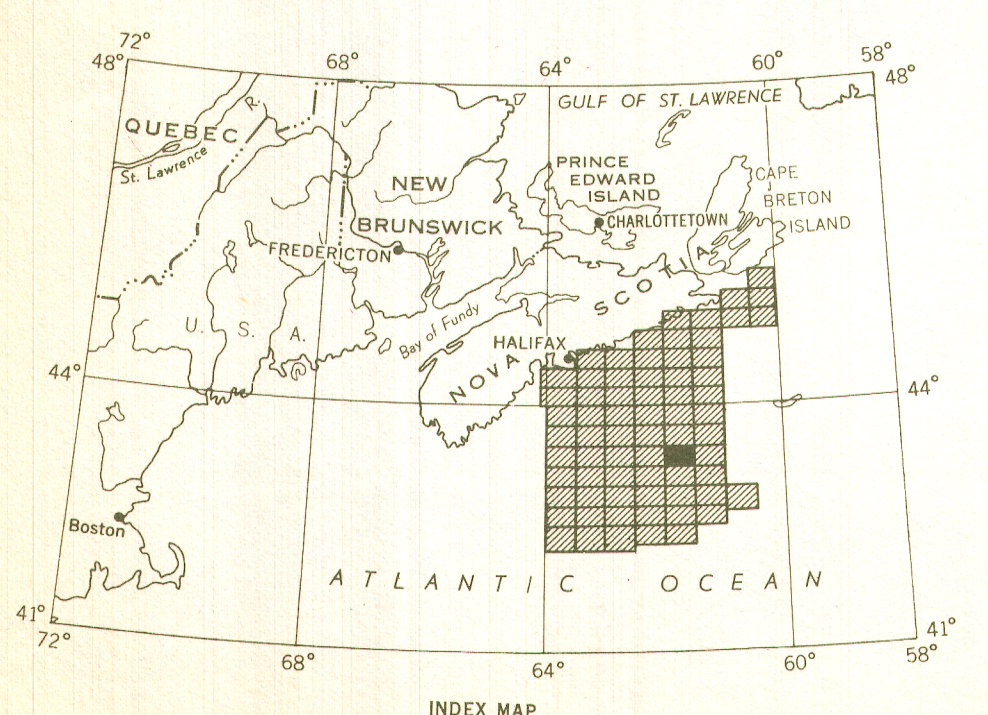 72°
48°
68°
64°
60°
58°
48°
GULF OF ST. LAWRENCE
R.
QUEBEC
St. Lawrence
PRINCE
EDWARD
ISLAND
CAPE
BRETON
ISLAND
NEW
BRUNSWICK
CHARLOTTETOWN
FREDERICTON
NOVA SCOTIA
U. S. A.
Bay of Fundy
HALIFAX
44°
44°
Boston
ATLANTIC OCEAN
41°
72°
68°
64°
60°
41°
58°
INDEX MAP